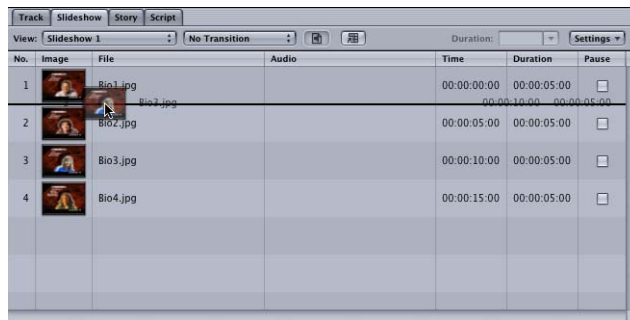 Track Slideshow Story Script
View: Slideshow 1 No Transition Duration: Settings
No. Image File Audio Time Duration Pause
1 Bio1.jpg 00:00:00:00 00:00:05:00
Bio3.jpg 00:00:10:00 00:00:05:00
2 Bio2.jpg 00:00:05:00 00:00:05:00
3 Bio3.jpg 00:00:10:00 00:00:05:00
4 Bio4.jpg 00:00:15:00 00:00:05:00